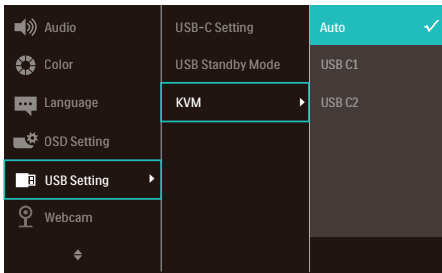 Audio
Color
Language
OSD Setting
USB Setting
Webcam
USB-C Setting
USB Standby Mode
KVM
Auto
USB C1
USB C2